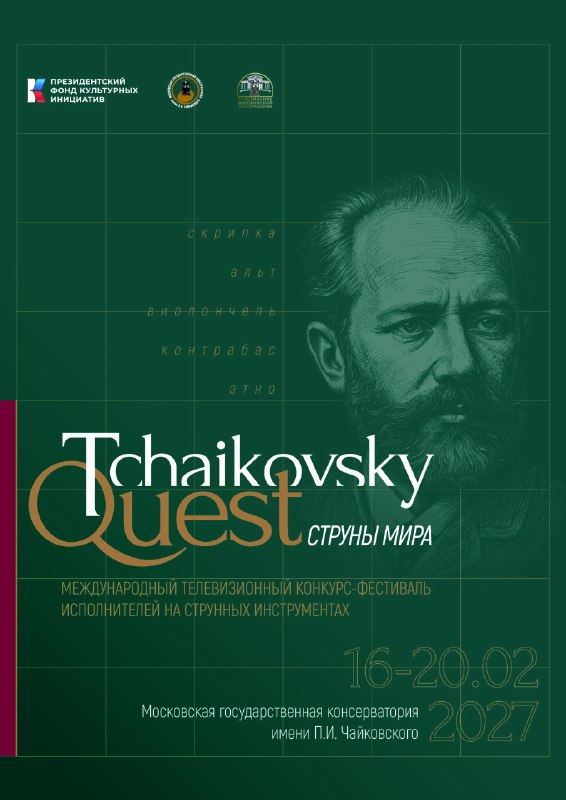 ПРЕЗИДЕНТСКИЙ
ФОНД КУЛЬТУРНЫХ
ИНИЦИАТИВ
скрипка
альт
виолончель
контрабас
этно
Tchaikovsky
Quest СТРУНЫ МИРА
МЕЖДУНАРОДНЫЙ ТЕЛЕВИЗИОННЫЙ КОНКУРС-ФЕСТИВАЛЬ
ИСПОЛНИТЕЛЕЙ НА СТРУННЫХ ИНСТРУМЕНТАХ
16-20.02
2027
Московская государственная консерватория
имени П.И. Чайковского